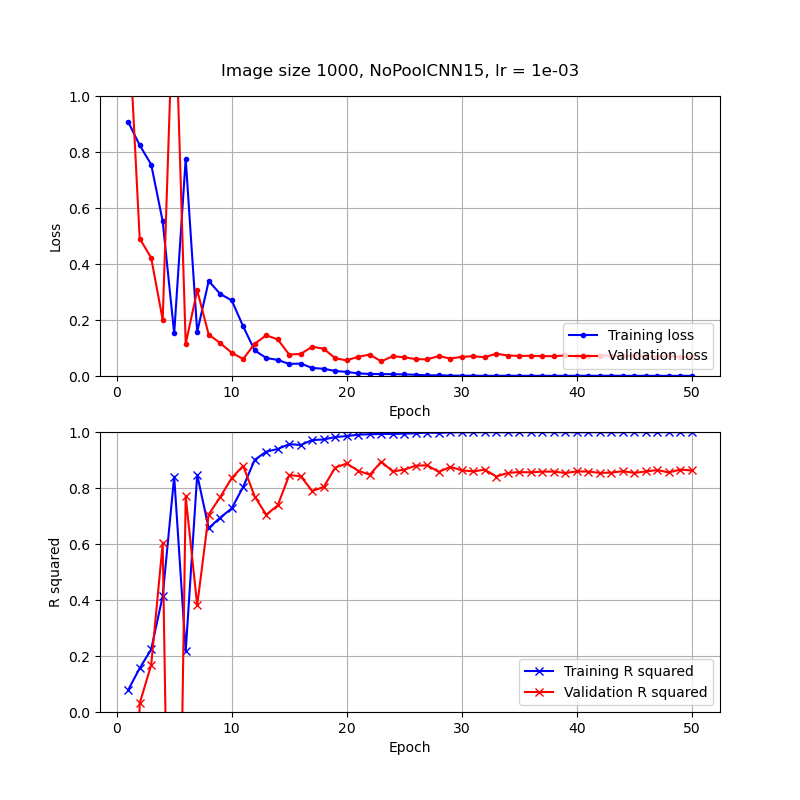 Image size 1000, NoPoolCNN15, lr = 1e-03
1.0
0.8
0.6
0.4
0.2
0.0
Loss
Training loss
Validation loss
0 10 20 30 40 50
Epoch
1.0
0.8
0.6
0.4
0.2
0.0
R squared
Training R squared
Validation R squared
0 10 20 30 40 50
Epoch